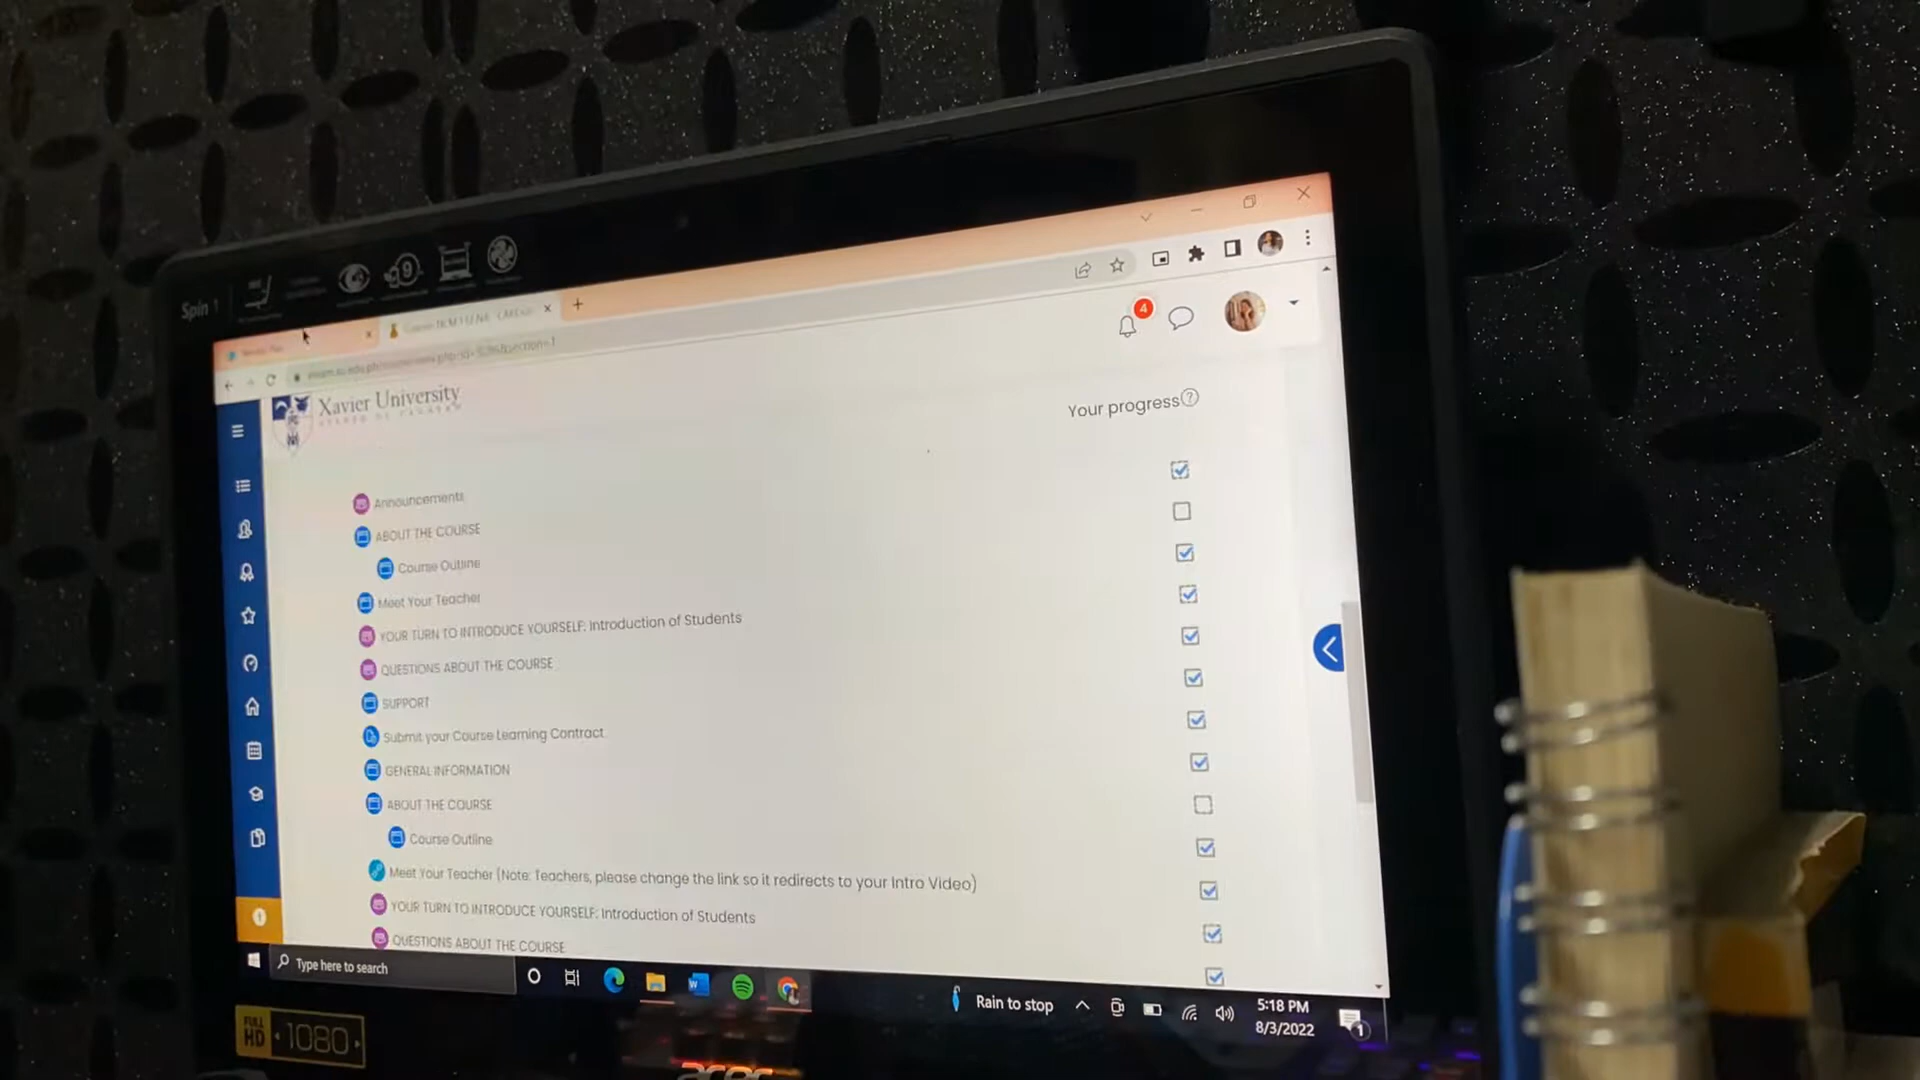 Spin 1
9
4
Xavier University
Your progress
?
Announcements
ABOUT THE COURSE
Course Outline
Meet Your Teacher
YOUR TURN TO INTRODUCE YOURSELF: Introduction of Students
QUESTIONS ABOUT THE COURSE
SUPPORT
Submit your Course Learning Contract
GENERAL INFORMATION
ABOUT THE COURSE
Course Outline
Meet Your Teacher (Note: Teachers, please change the link so it redirects to your Intro Video)
YOUR TURN TO INTRODUCE YOURSELF: Introduction of Students
QUESTIONS ABOUT THE COURSE
Type here to search
Rain to stop
5:18 PM
8/3/2022
1
FULL HD 1080
acer